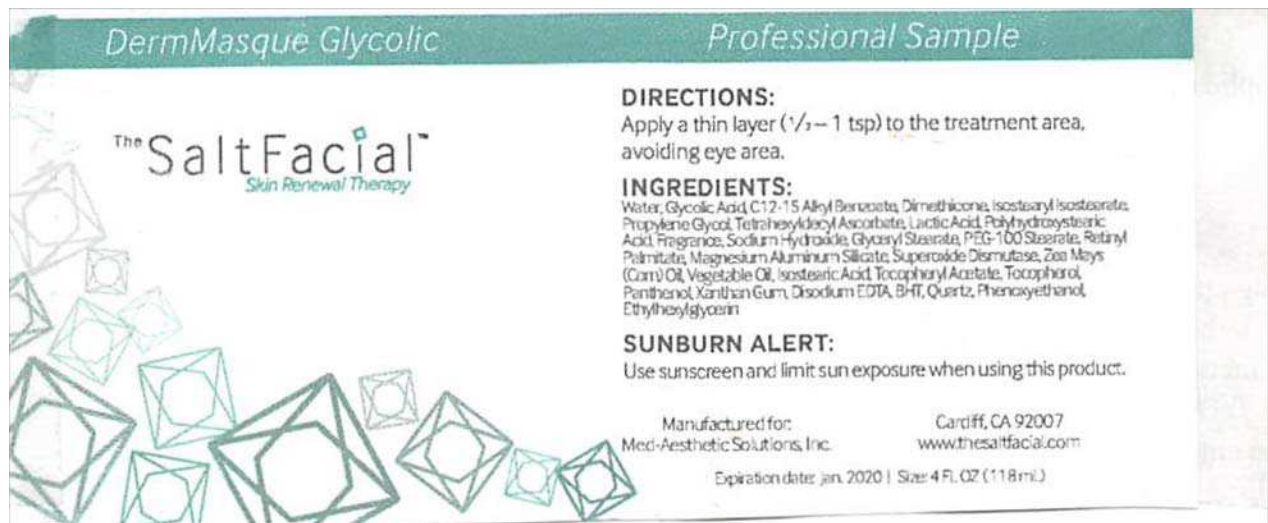 DermMasque Glycolic
Professional Sample
The SaltFacial™
Skin Renewal Therapy
DIRECTIONS:
Apply a thin layer (1/2 – 1 tsp) to the treatment area,
avoiding eye area.
INGREDIENTS:
Water, Glycolic Acid, C12-15 Alkyl Benzoate, Dimethicone, Isostearyl Isostearate,
Propylene Glycol, Tetrahexyldecyl Ascorbate, Lactic Acid, Polyhydroxystearic
Acid, Fragrance, Sodium Hydroxide, Glyceryl Stearate, PEG-100 Stearate, Retinyl
Palmitate, Magnesium Aluminum Silicate, Superoxide Dismutase, Zea Mays
(Corn) Oil, Vegetable Oil, Isostearic Acid, Tocopheryl Acetate, Tocopherol,
Panthenol, Xanthan Gum, Disodium EDTA, BHT, Quartz, Phenoxyethanol,
Ethylhexylglycerin
SUNBURN ALERT:
Use sunscreen and limit sun exposure when using this product.
Manufactured for:
Med-Aesthetic Solutions, Inc.
Cardiff, CA 92007
www.thesaltfacial.com
Expiration date: Jan. 2020 | Size: 4 FL. OZ (118 mL)